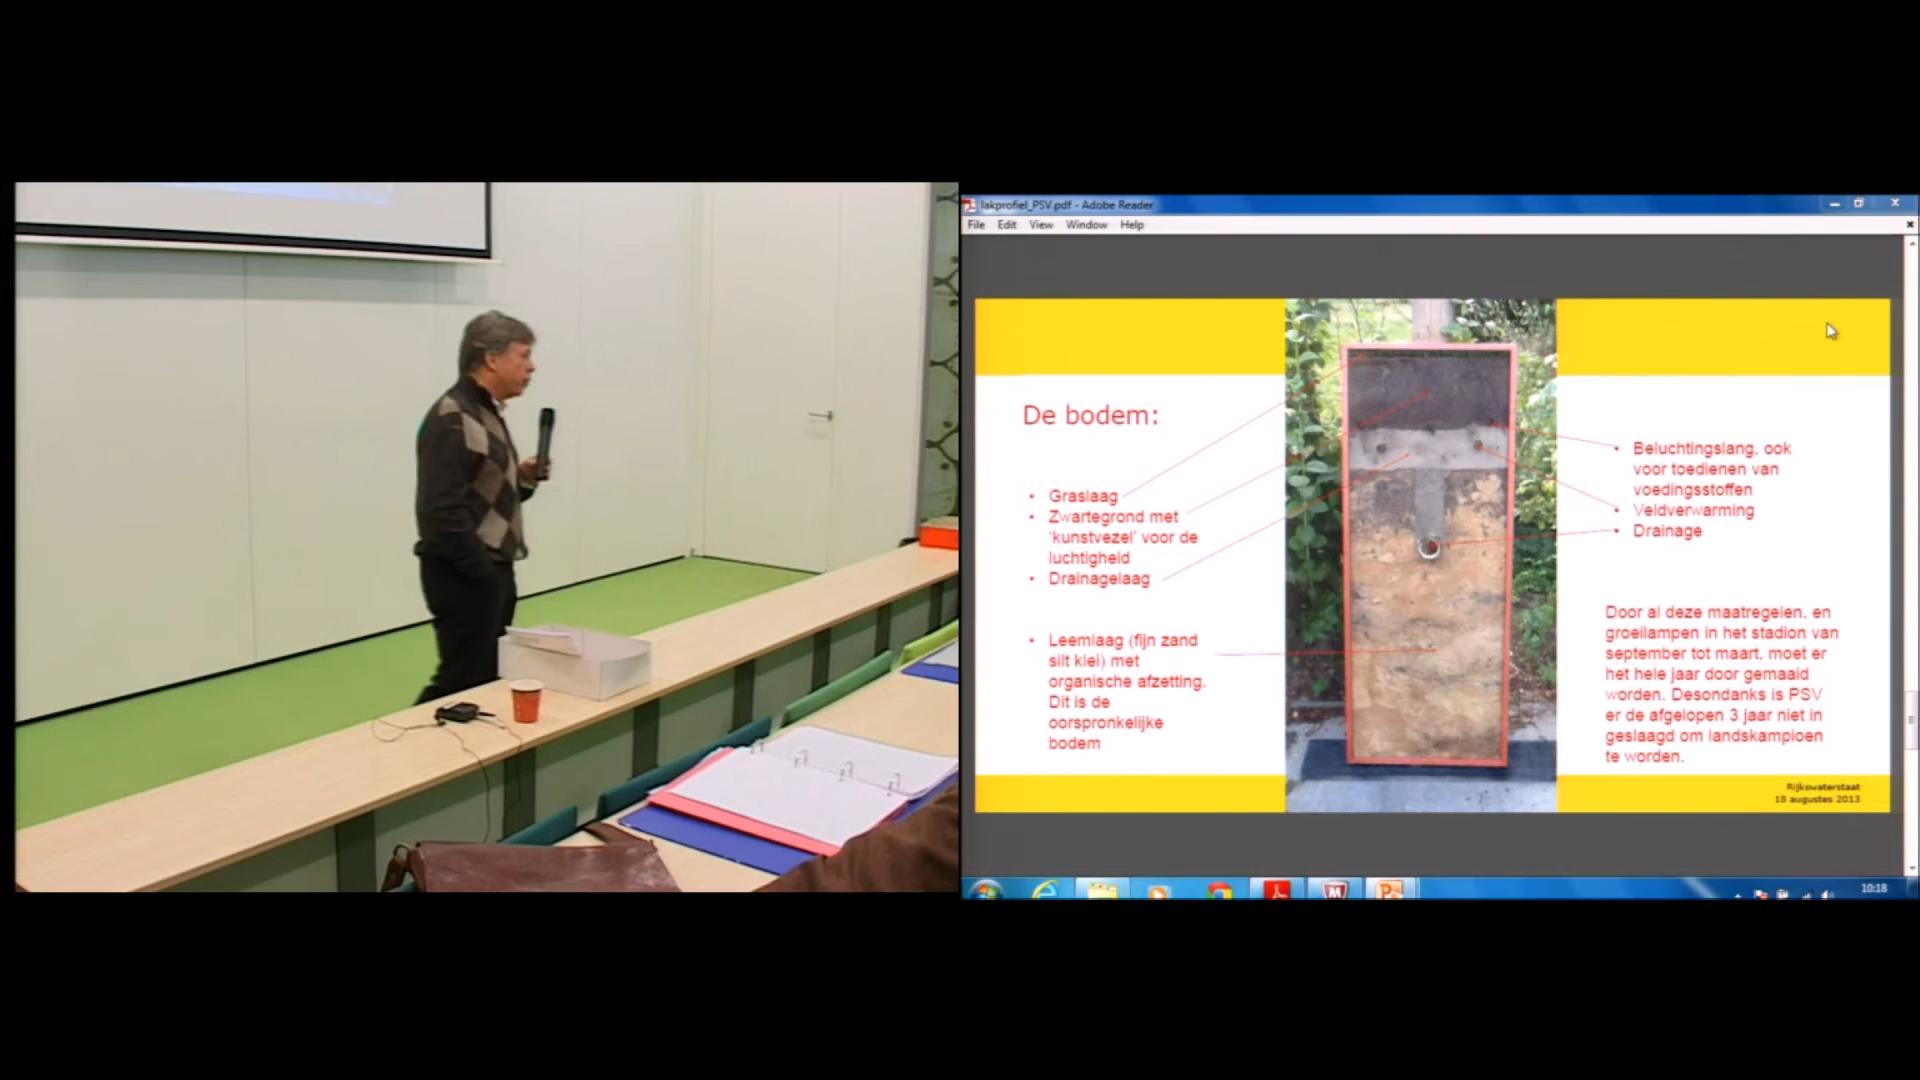 lakprofiel_PSV.pdf - Adobe Reader
File Edit View Window Help
De bodem:
• Graslaag
• Zwartegrond met
'kunstvezel' voor de
luchtigheid
• Drainagelaag
• Leemlaag (fijn zand
silt klei) met
organische afzetting.
Dit is de
oorspronkelijke
bodem
• Beluchtingslang, ook
voor toedienen van
voedingsstoffen
• Veldverwarming
• Drainage
Door al deze maatregelen, en
groeilampen in het stadion van
september tot maart, moet er
het hele jaar door gemaaid
worden. Desondanks is PSV
er de afgelopen 3 jaar niet in
geslaagd om landskampioen
te worden.
Rijkswaterstaat
18 augustes 2013
10:18